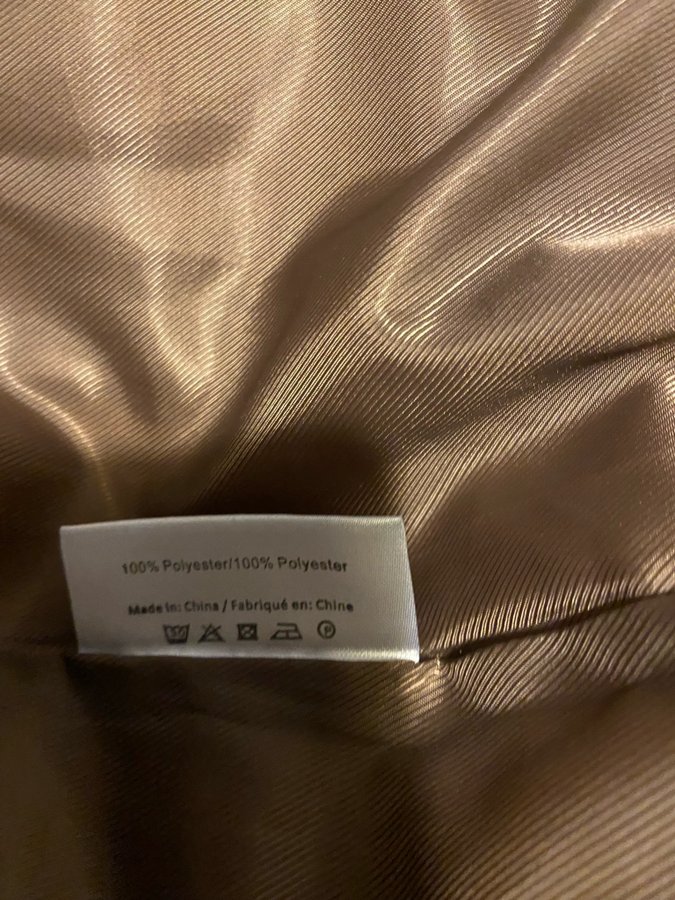 100% Polyester/100% Polyester
Made in: China / Fabriqué en: Chine
P